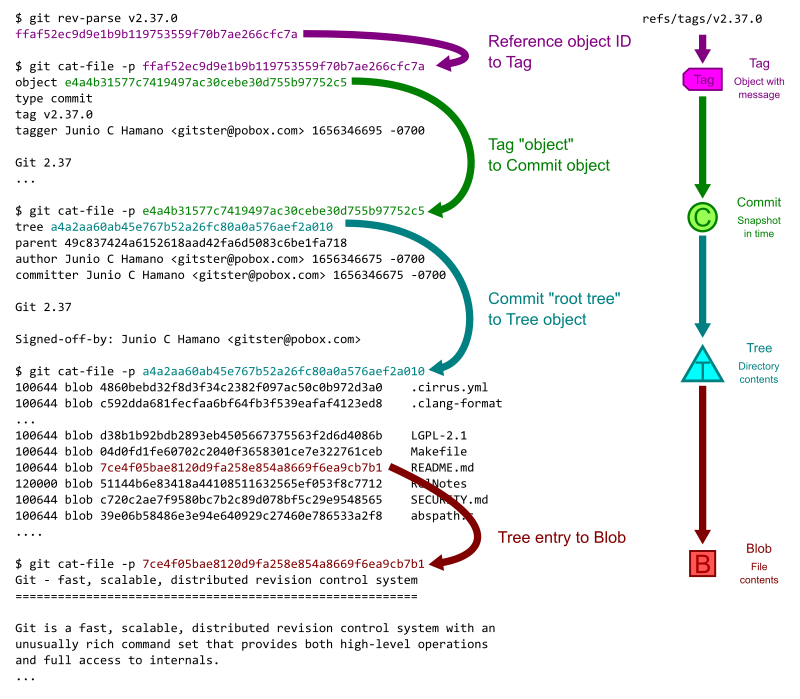 $ git rev-parse v2.37.0
ffaf52ec9d9e1b9b119753559f70b7ae266cfc7a
$ git cat-file -p ffaf52ec9d9e1b9b119753559f70b7ae266cfc7a
object e4a4b31577c7419497ac30cebe30d755b97752c5
type commit
tag v2.37.0
tagger Junio C Hamano <gitster@pobox.com> 1656346695 -0700
Git 2.37
...
$ git cat-file -p e4a4b31577c7419497ac30cebe30d755b97752c5
tree a4a2aa60ab45e767b52a26fc80a0a576aef2a010
parent 49c837424a6152618aad42fa6d5083c6be1fa718
author Junio C Hamano <gitster@pobox.com> 1656346675 -0700
committer Junio C Hamano <gitster@pobox.com> 1656346675 -0700
Git 2.37
Signed-off-by: Junio C Hamano <gitster@pobox.com>
$ git cat-file -p a4a2aa60ab45e767b52a26fc80a0a576aef2a010
100644 blob 4860bebd32f8d3f34c2382f097ac50c0b972d3a0 .cirrus.yml
100644 blob c592dda681fecfaa6bf64fb3f539eafaf4123ed8 .clang-format
...
100644 blob d38b1b92bdb2893eb4505667375563f2d6d4086b LGPL-2.1
100644 blob 04d0fd1fe60702c2040f3658301ce7e322761ceb Makefile
100644 blob 7ce4f05bae8120d9fa258e854a8669f6ea9cb7b1 README.md
120000 blob 51144b6e83418a44108511632565ef053f8c7712 RelNotes
100644 blob c720c2ae7f9580bc7b2c89d078bf5c29e9548565 SECURITY.md
100644 blob 39e06b58486e3e94e640929c27460e786533a2f8 abspath.c
....
$ git cat-file -p 7ce4f05bae8120d9fa258e854a8669f6ea9cb7b1
Git - fast, scalable, distributed revision control system
=========================================================
Git is a fast, scalable, distributed revision control system with an
unusually rich command set that provides both high-level operations
and full access to internals.
...
Reference object ID
to Tag
Tag "object"
to Commit object
Commit "root tree"
to Tree object
Tree entry to Blob
refs/tags/v2.37.0
Tag
Tag
Object with
message
C
Commit
Snapshot
in time
T
Tree
Directory
contents
B
Blob
File
contents